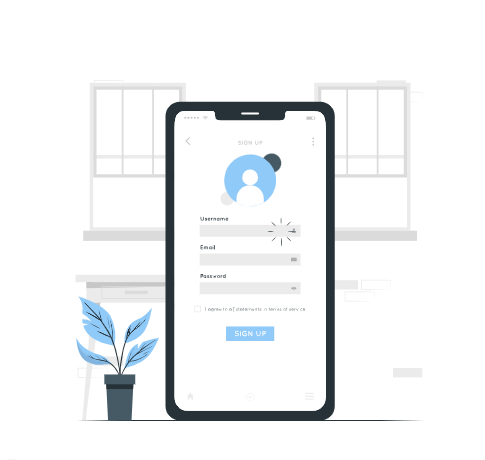 SIGN UP
Username
Email
Password
I agree to all statements in terms of service
SIGN UP